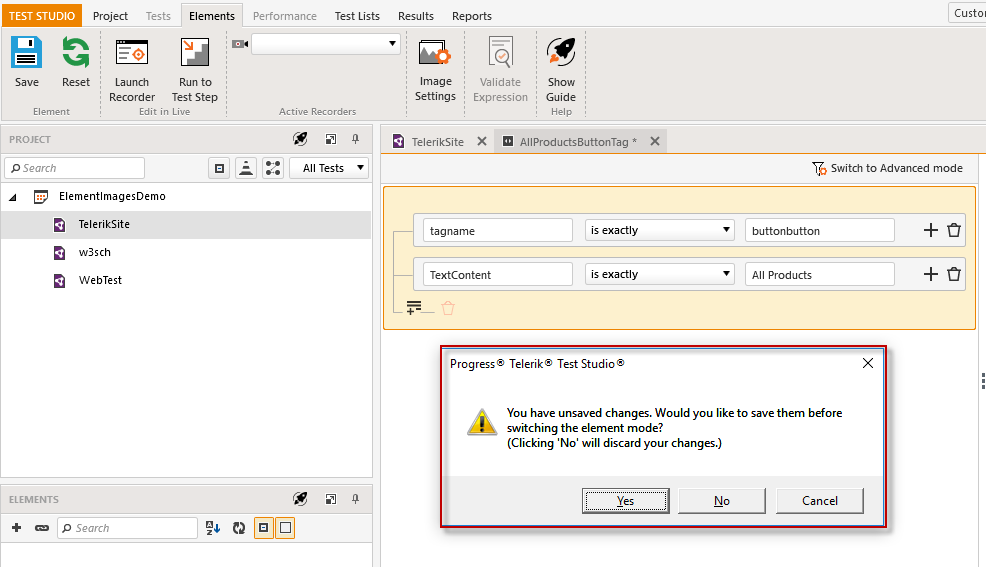 TEST STUDIO Project Tests Elements Performance Test Lists Results Reports
Custo
Save Reset Launch Recorder Run to Test Step Image Settings Validate Expression Show Guide
Element Edit in Live Active Recorders Help
PROJECT
Search All Tests
ElementImagesDemo
TelerikSite
w3sch
WebTest
ELEMENTS
Search
TelerikSite AllProductsButtonTag *
Switch to Advanced mode
tagname is exactly buttonbutton
TextContent is exactly All Products
Progress® Telerik® Test Studio®
You have unsaved changes. Would you like to save them before
switching the element mode?
(Clicking 'No' will discard your changes.)
Yes No Cancel